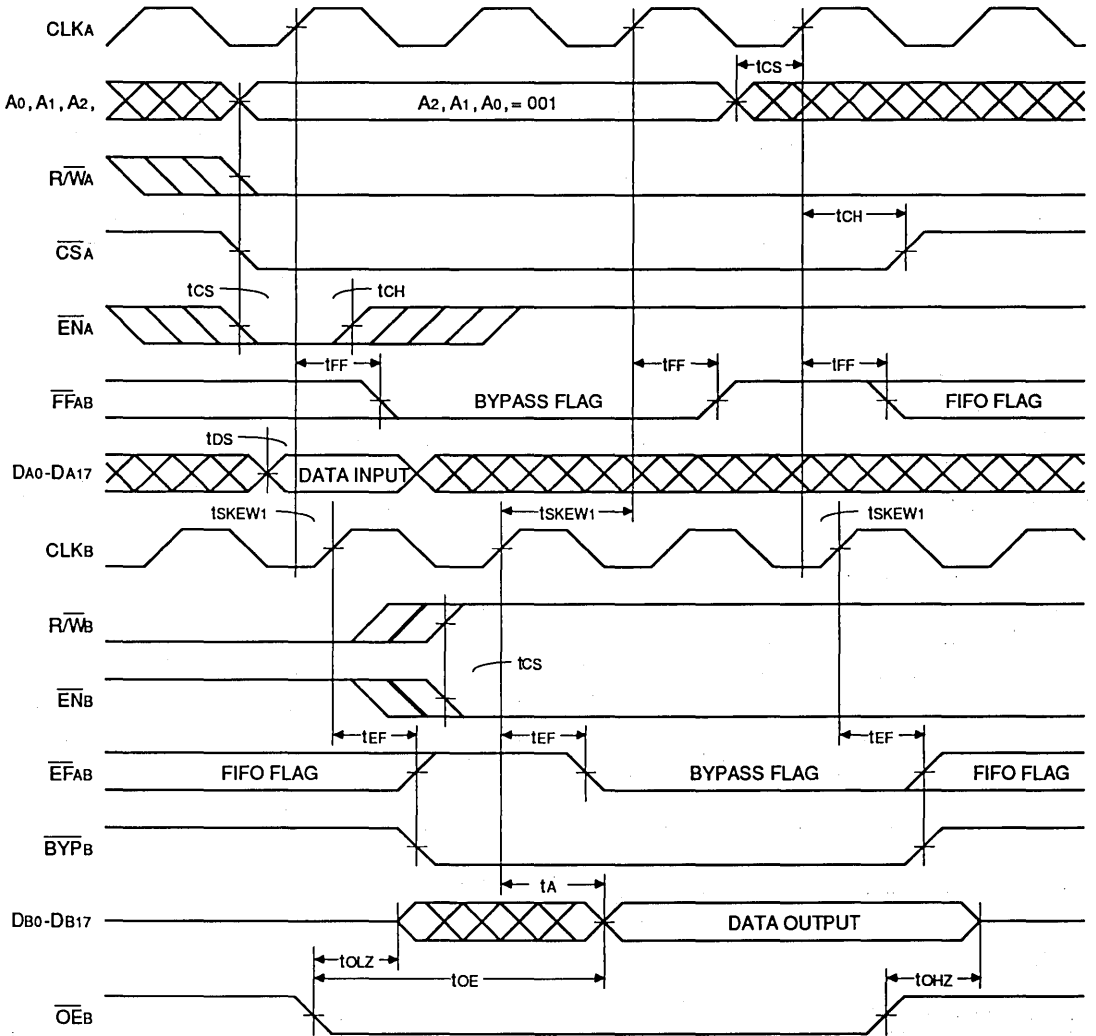 CLKA
tCS
A0, A1, A2,
A2, A1, A0, = 001
R/WA
tCH
CSA
tCS
tCH
ENA
tFF
tFF
tFF
FFAB
BYPASS FLAG
FIFO FLAG
tDS
DA0-DA17
DATA INPUT
tSKEW1
tSKEW1
tSKEW1
CLKB
R/WB
tCS
ENB
tEF
tEF
tEF
EFAB
FIFO FLAG
BYPASS FLAG
FIFO FLAG
BYPB
tA
DB0-DB17
DATA OUTPUT
tOLZ
tOE
tOHZ
OEB